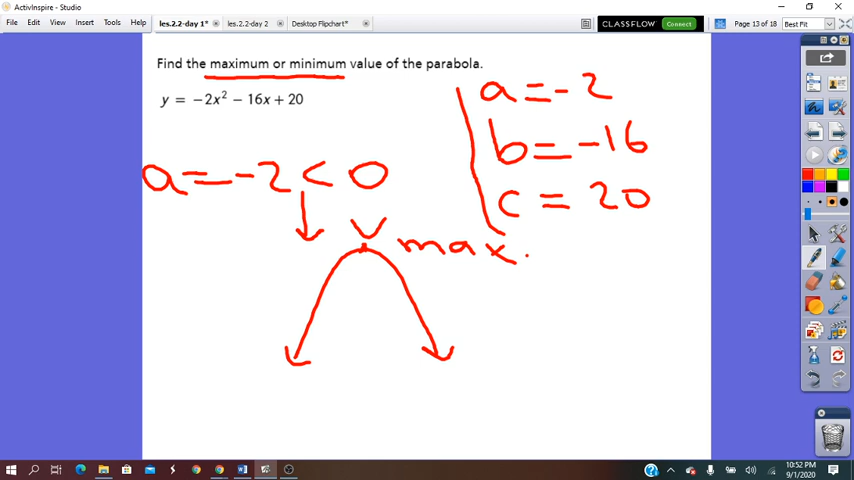 ActivInspire - Studio
File Edit View Insert Tools Help
les.2.2-day 1*
les.2.2-day 2
Desktop Flipchart*
CLASSFLOW Connect
Page 13 of 18
Best Fit
Find the maximum or minimum value of the parabola.
y = −2x² − 16x + 20
a = -2
b = -16
c = 20
a = -2 < 0
V
max.
10:52 PM
9/1/2020